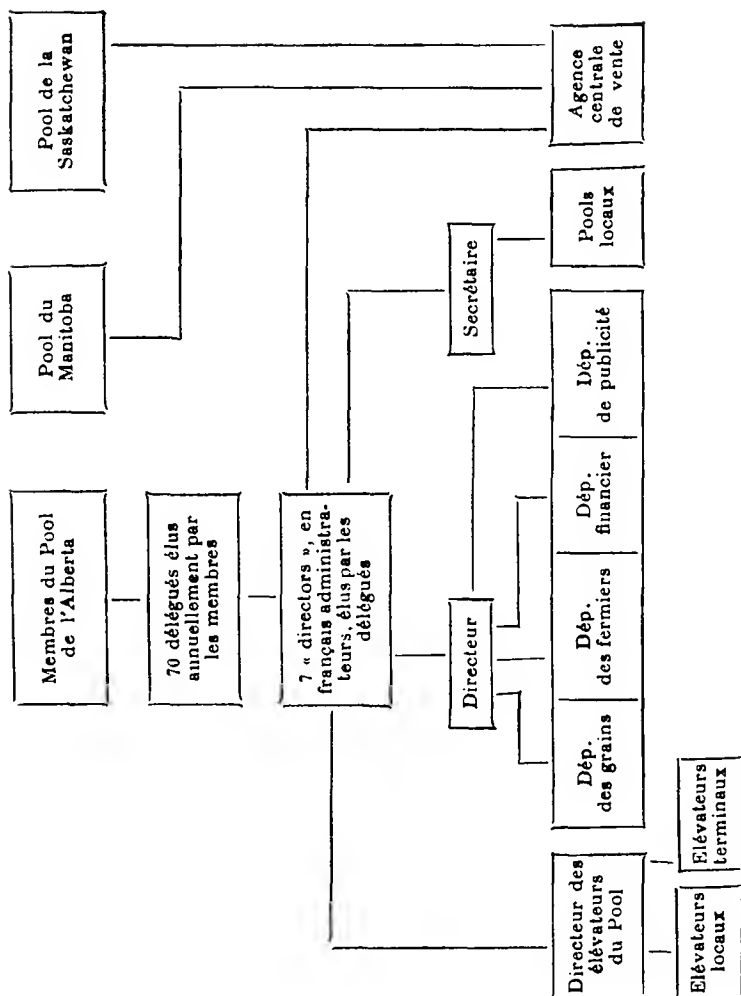 Membres du Pool
de l'Alberta
Pool du
Manitoba
Pool de la
Saskatchewan
70 délégués élus
annuellement par
les membres
7 « directors », en
français administra-
teurs, élus par les
délégués
Directeur
Secrétaire
Directeur des
élévateurs
du Pool
Dép.
des grains
Dép.
des fermiers
Dép.
financier
Dép.
de publicité
Pools
locaux
Agence
centrale
de vente
Elévateurs
locaux
Elévateurs
terminaux